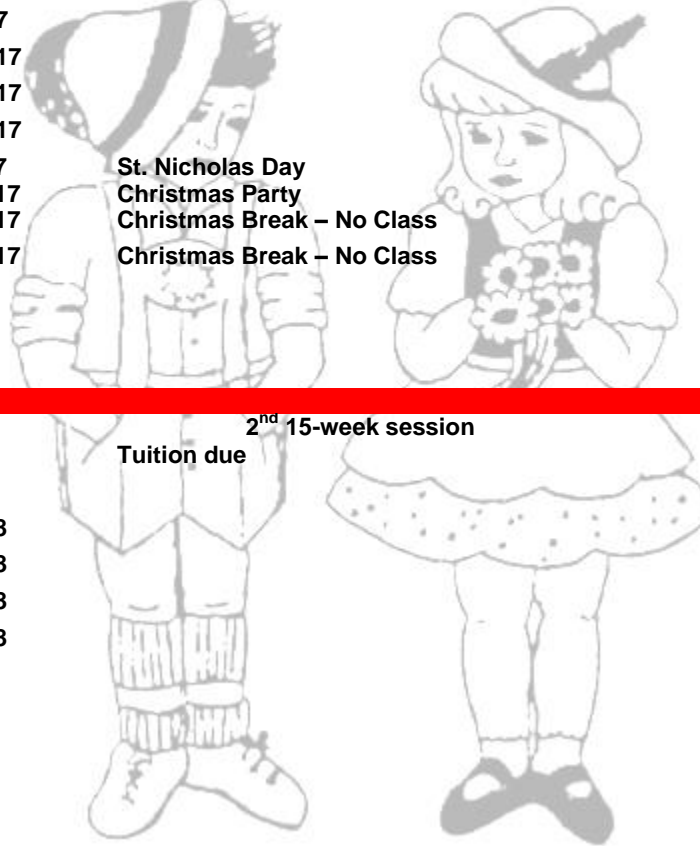 7
17
17
17
7 St. Nicholas Day
17 Christmas Party
17 Christmas Break – No Class
17 Christmas Break – No Class
2nd 15-week session
Tuition due
8
8
8
8